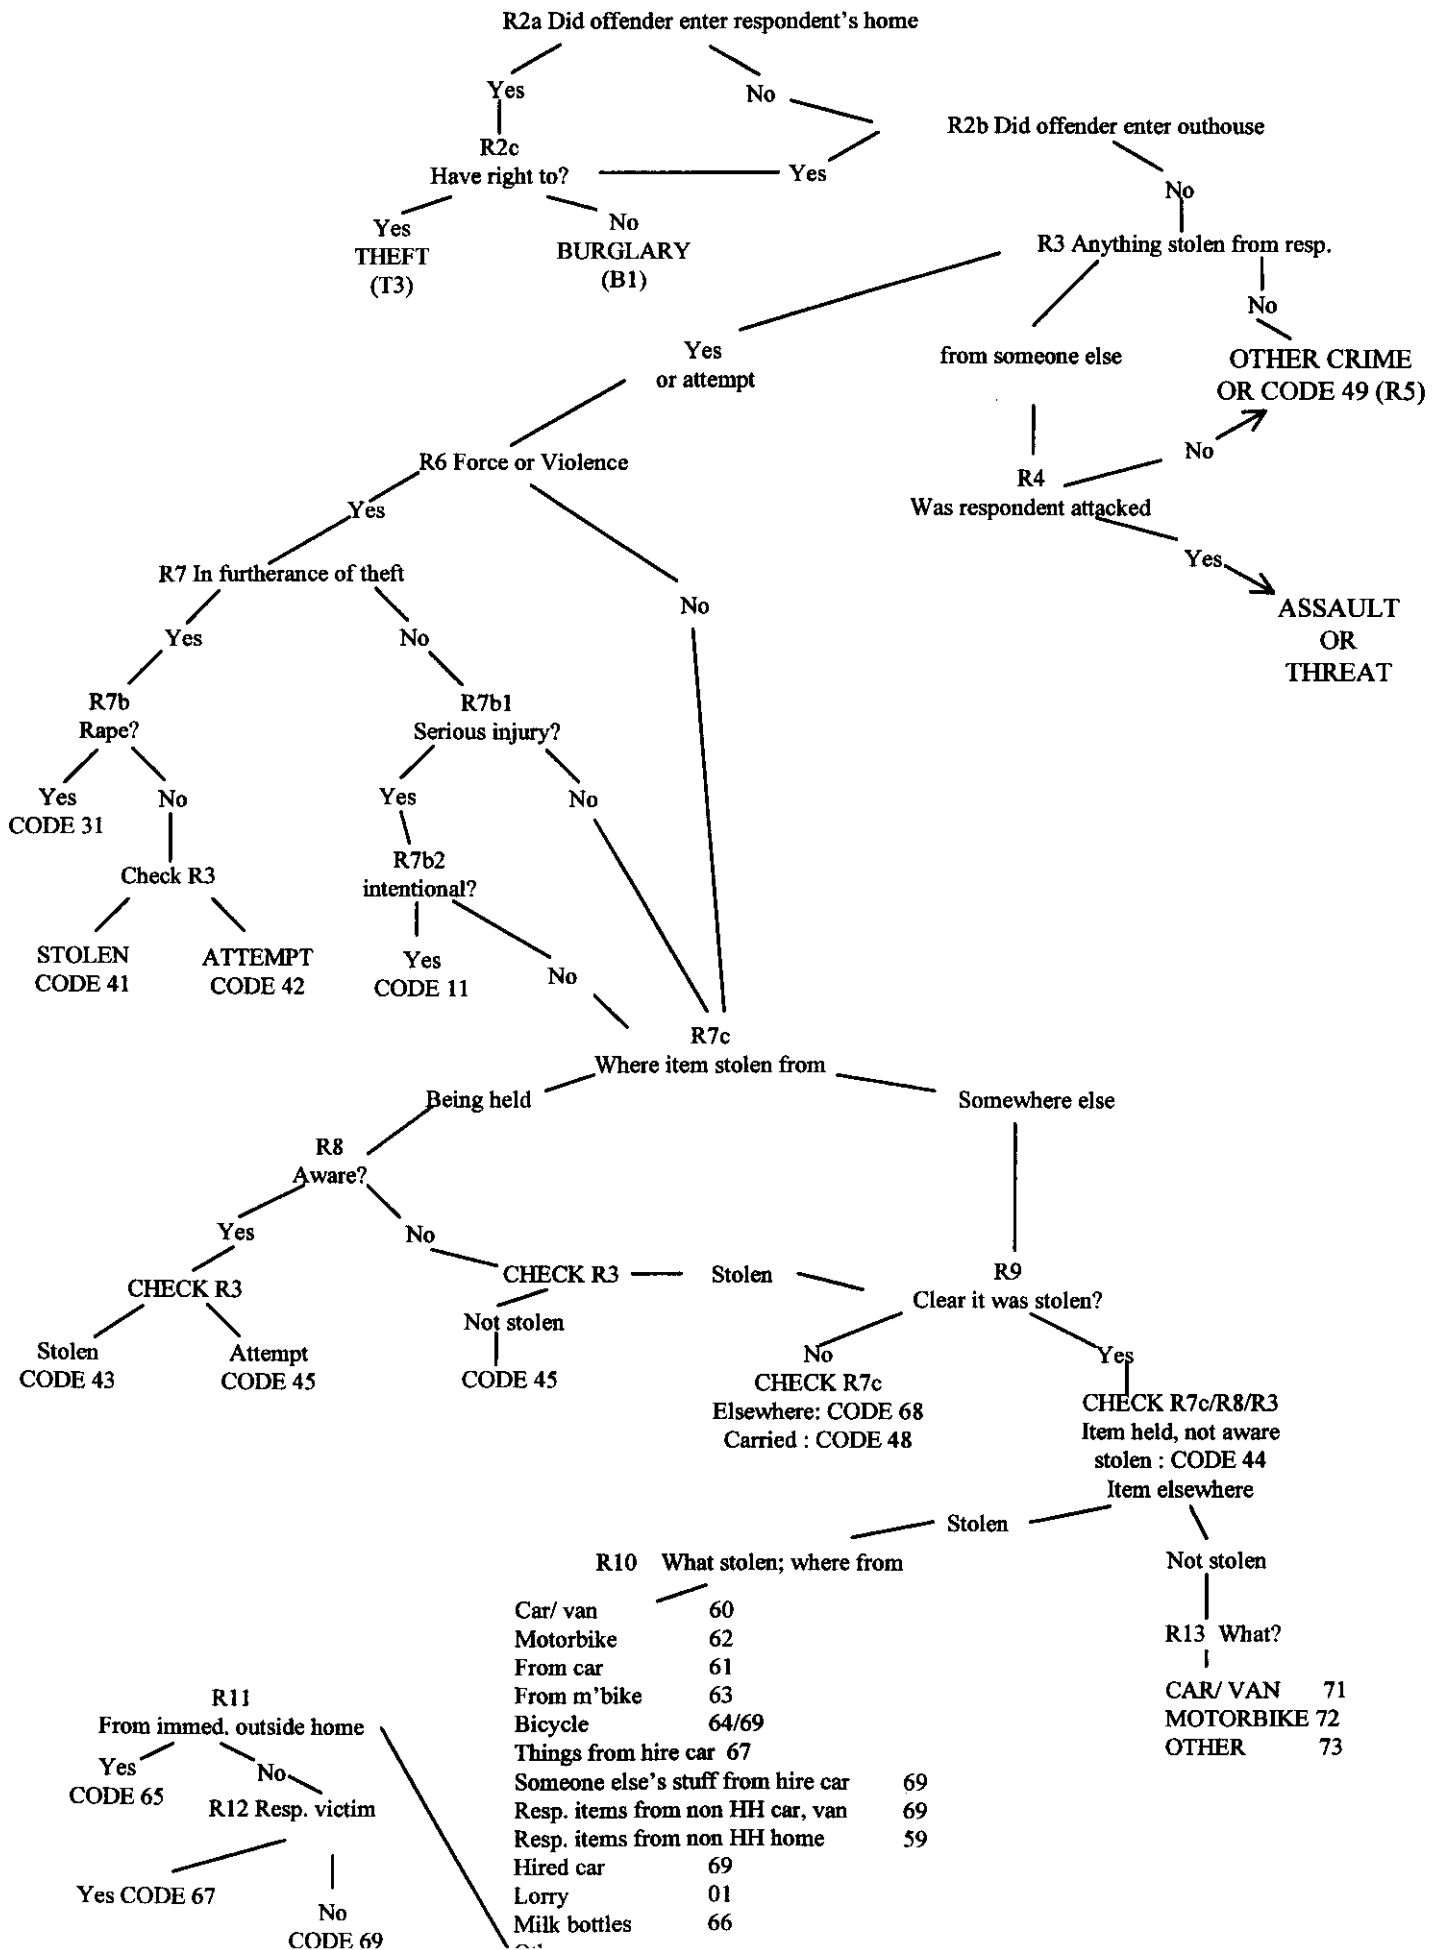 R2a Did offender enter respondent's home
Yes
No
R2b Did offender enter outhouse
R2c
Have right to?
Yes
No
Yes
THEFT
(T3)
No
BURGLARY
(B1)
R3 Anything stolen from resp.
No
Yes
or attempt
from someone else
OTHER CRIME
OR CODE 49 (R5)
R6 Force or Violence
No
R4
Was respondent attacked
Yes
Yes
ASSAULT
OR
THREAT
R7 In furtherance of theft
No
Yes
No
R7b
Rape?
R7b1
Serious injury?
Yes
CODE 31
No
Yes
No
Check R3
R7b2
intentional?
STOLEN
CODE 41
ATTEMPT
CODE 42
Yes
CODE 11
No
R7c
Where item stolen from
Being held
Somewhere else
R8
Aware?
Yes
No
CHECK R3
CHECK R3
Stolen
R9
Clear it was stolen?
Stolen
CODE 43
Attempt
CODE 45
Not stolen
CODE 45
No
CHECK R7c
Elsewhere: CODE 68
Carried : CODE 48
Yes
CHECK R7c/R8/R3
Item held, not aware
stolen : CODE 44
Item elsewhere
Stolen
Not stolen
R10 What stolen; where from
Car/ van 60
Motorbike 62
From car 61
From m'bike 63
Bicycle 64/69
Things from hire car 67
Someone else's stuff from hire car 69
Resp. items from non HH car, van 69
Resp. items from non HH home 59
Hired car 69
Lorry 01
Milk bottles 66
R13 What?
CAR/ VAN 71
MOTORBIKE 72
OTHER 73
R11
From immed. outside home
Yes
CODE 65
No
R12 Resp. victim
Yes CODE 67
No
CODE 69